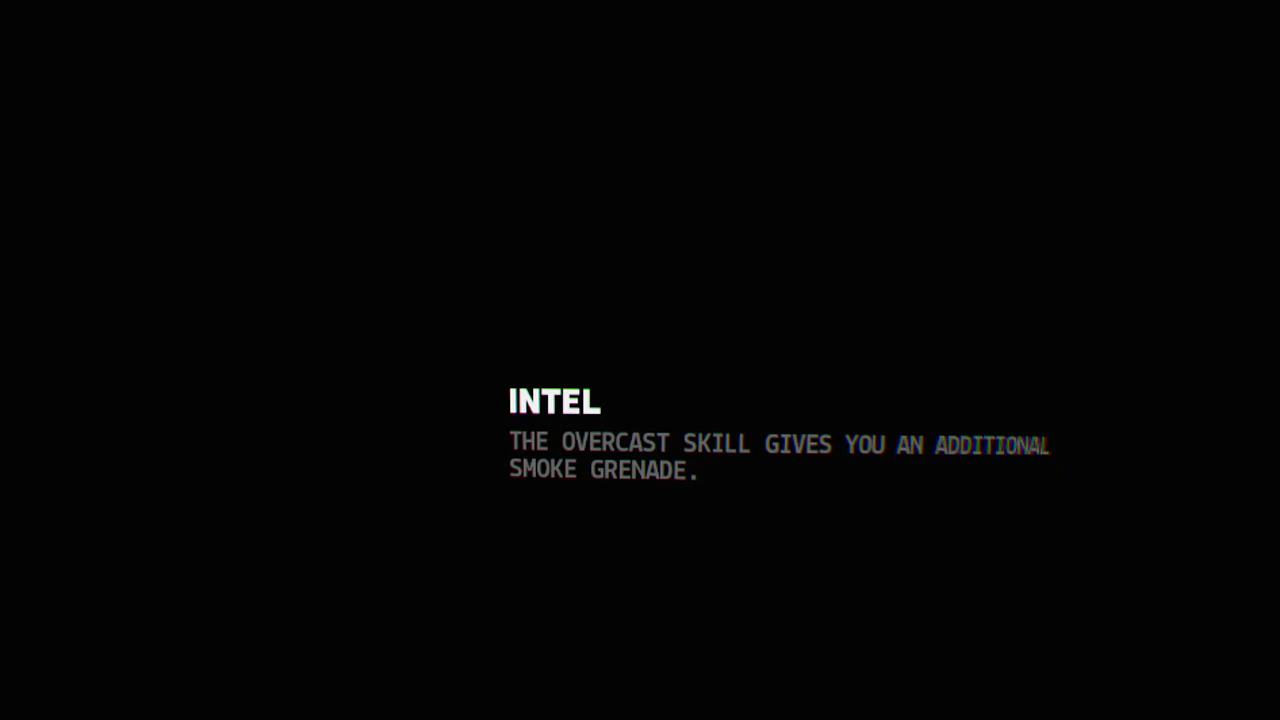 INTEL
THE OVERCAST SKILL GIVES YOU AN ADDITIONAL
SMOKE GRENADE.